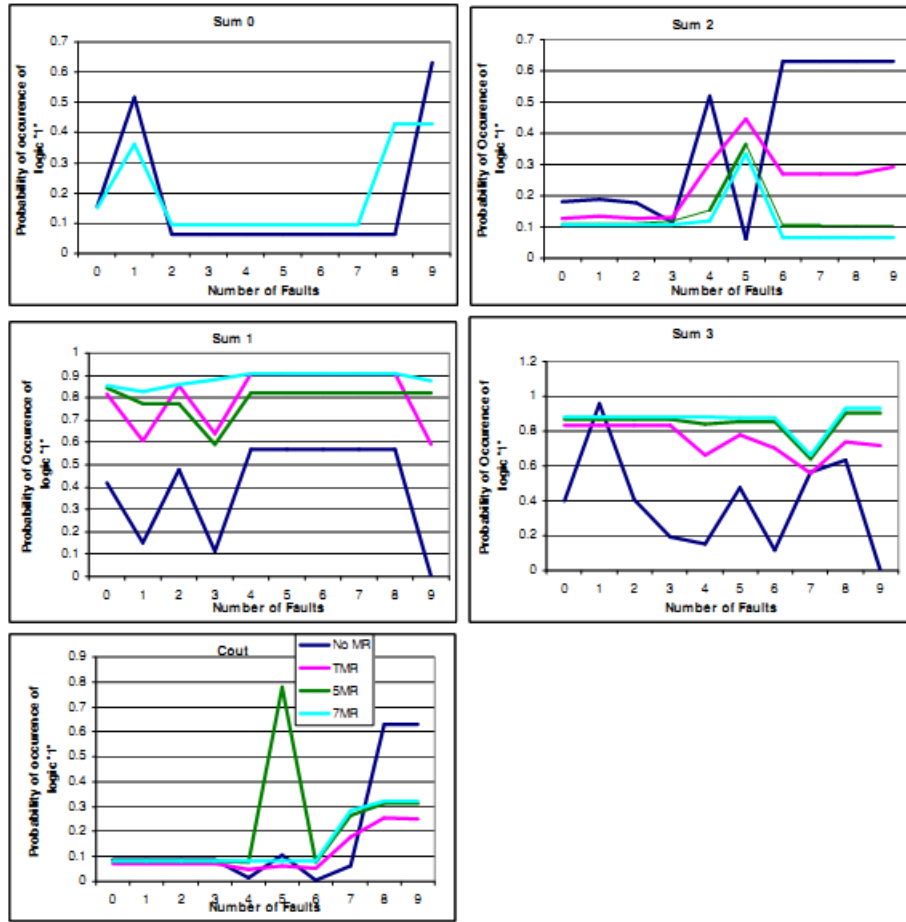 Sum 0
Probability of occurence of
logic "1"
0.7
0.6
0.5
0.4
0.3
0.2
0.1
0
0 1 2 3 4 5 6 7 8 9
Number of Faults
Sum 2
Probability of Occurence of
logic "1"
0.7
0.6
0.5
0.4
0.3
0.2
0.1
0
0 1 2 3 4 5 6 7 8 9
Number of Faults
Sum 1
Probability of Occurence of
logic "1"
1
0.9
0.8
0.7
0.6
0.5
0.4
0.3
0.2
0.1
0
0 1 2 3 4 5 6 7 8 9
Number of Faults
Sum 3
Probability of Occurence of
logic "1"
1.2
1
0.8
0.6
0.4
0.2
0
0 1 2 3 4 5 6 7 8 9
Number of Faults
Cout
Probability of occurence of
logic "1"
0.9
0.8
0.7
0.6
0.5
0.4
0.3
0.2
0.1
0
0 1 2 3 4 5 6 7 8 9
Number of Faults
No MR
TMR
5MR
7MR